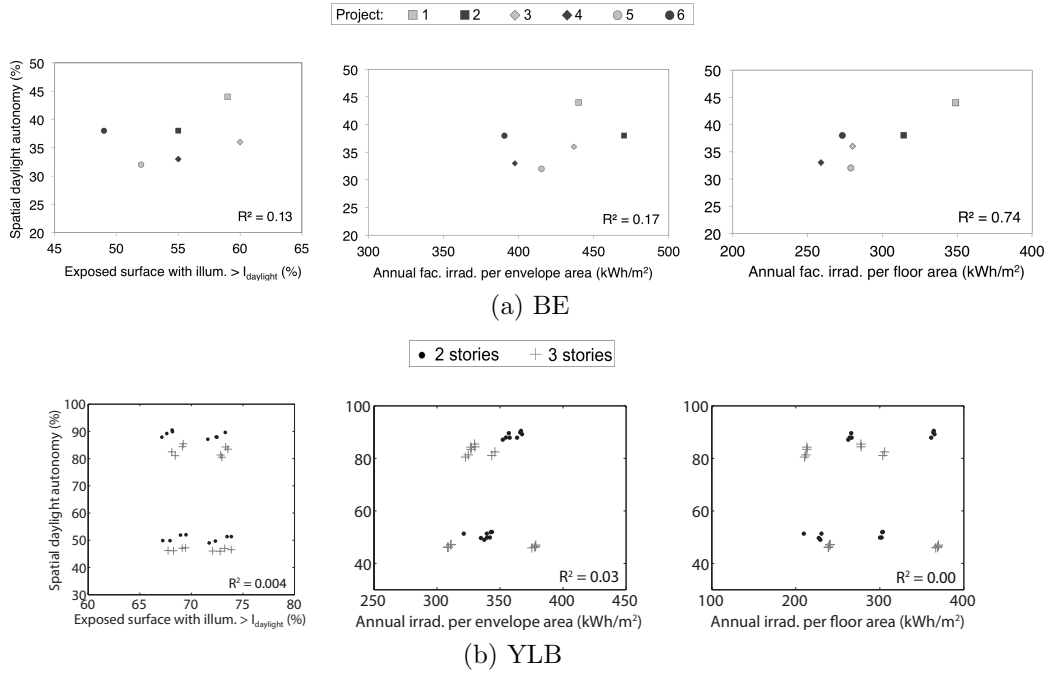 Project: 1 2 3 4 5 6
Spatial daylight autonomy (%)
50
45
40
35
30
25
20
45 50 55 60 65
R² = 0.13
Exposed surface with illum. > I_daylight (%)
50
45
40
35
30
25
20
300 400 450 500
R² = 0.17
Annual fac. irrad. per envelope area (kWh/m²)
50
45
40
35
30
25
20
200 250 300 350 400
R² = 0.74
Annual fac. irrad. per floor area (kWh/m²)
(a) BE
2 stories 3 stories
Spatial daylight autonomy (%)
100
90
80
70
60
50
40
30
60 65 70 75 80
R² = 0.004
Exposed surface with illum. > I_daylight (%)
100
80
60
40
250 300 350 400 450
R² = 0.03
Annual irrad. per envelope area (kWh/m²)
100
80
60
40
100 200 300 400
R² = 0.00
Annual irrad. per floor area (kWh/m²)
(b) YLB